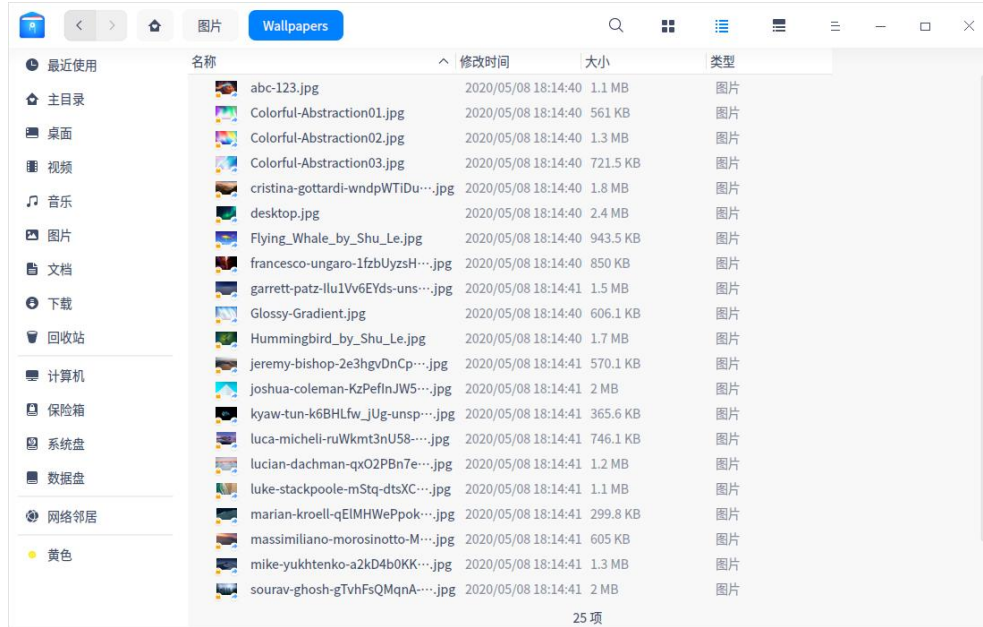 图片 Wallpapers
最近使用
主目录
桌面
视频
音乐
图片
文档
下载
回收站
计算机
保险箱
系统盘
数据盘
网络邻居
黄色
名称 修改时间 大小 类型
abc-123.jpg 2020/05/08 18:14:40 1.1 MB 图片
Colorful-Abstraction01.jpg 2020/05/08 18:14:40 561 KB 图片
Colorful-Abstraction02.jpg 2020/05/08 18:14:40 1.3 MB 图片
Colorful-Abstraction03.jpg 2020/05/08 18:14:40 721.5 KB 图片
cristina-gottardi-wndpWTiDu···.jpg 2020/05/08 18:14:40 1.8 MB 图片
desktop.jpg 2020/05/08 18:14:40 2.4 MB 图片
Flying_Whale_by_Shu_Le.jpg 2020/05/08 18:14:40 943.5 KB 图片
francesco-ungaro-1fzbUyzsH···.jpg 2020/05/08 18:14:40 850 KB 图片
garrett-patz-Ilu1Vv6EYds-uns···.jpg 2020/05/08 18:14:41 1.5 MB 图片
Glossy-Gradient.jpg 2020/05/08 18:14:40 606.1 KB 图片
Hummingbird_by_Shu_Le.jpg 2020/05/08 18:14:40 1.7 MB 图片
jeremy-bishop-2e3hgvDnCp···.jpg 2020/05/08 18:14:41 570.1 KB 图片
joshua-coleman-KzPefInJW5···.jpg 2020/05/08 18:14:41 2 MB 图片
kyaw-tun-k6BHLfw_jUg-unsp···.jpg 2020/05/08 18:14:41 365.6 KB 图片
luca-micheli-ruWkmt3nU58-···.jpg 2020/05/08 18:14:41 746.1 KB 图片
lucian-dachman-qxO2PBn7e···.jpg 2020/05/08 18:14:41 1.2 MB 图片
luke-stackpoole-mStq-dtsXC···.jpg 2020/05/08 18:14:41 1.1 MB 图片
marian-kroell-qElMHWePpok···.jpg 2020/05/08 18:14:41 299.8 KB 图片
massimiliano-morosinotto-M···.jpg 2020/05/08 18:14:41 605 KB 图片
mike-yukhtenko-a2kD4b0KK···.jpg 2020/05/08 18:14:41 1.3 MB 图片
sourav-ghosh-gTvhFsQMqnA-···.jpg 2020/05/08 18:14:41 2 MB 图片
25 项